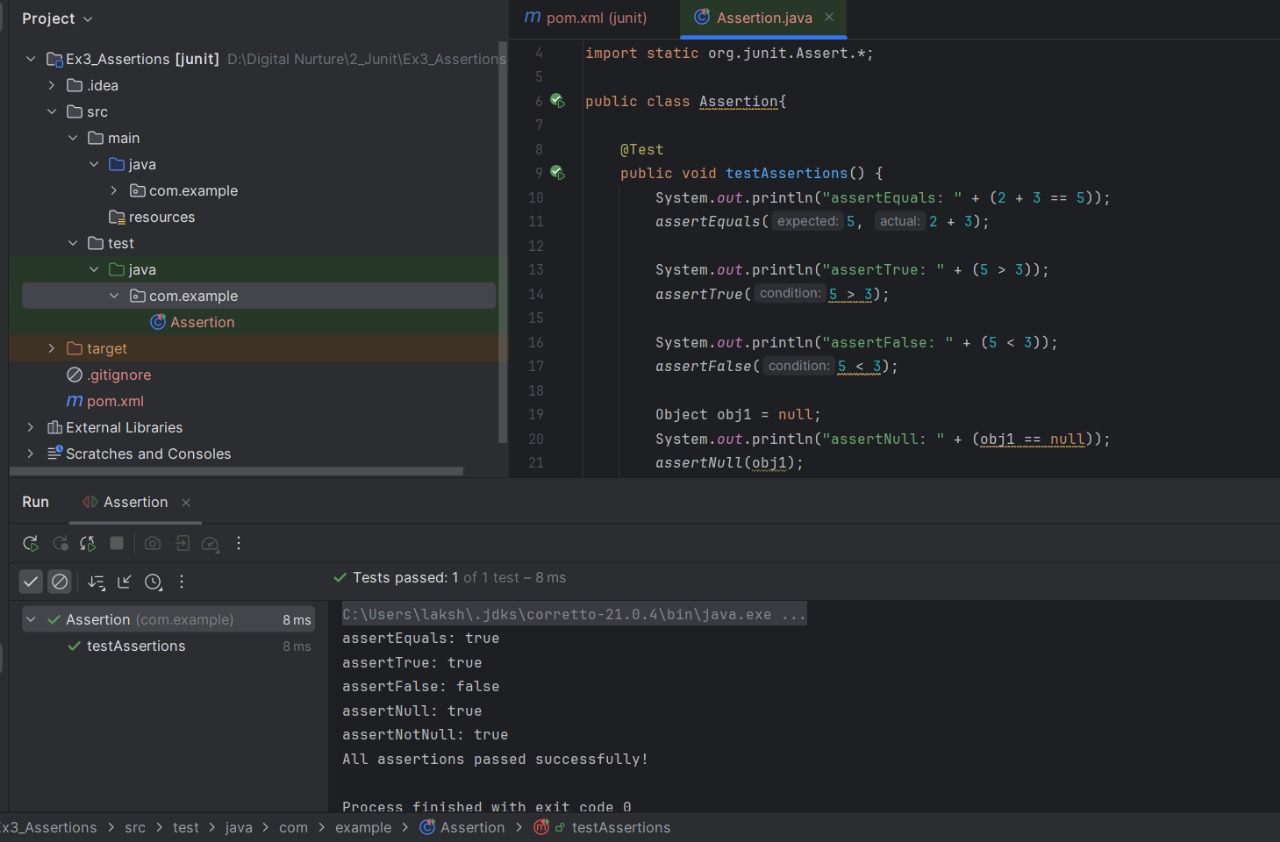 Project
pom.xml (junit)
Assertion.java
Ex3_Assertions [junit] D:\Digital Nurture\2_Junit\Ex3_Assertions
.idea
src
main
java
com.example
resources
test
java
com.example
Assertion
target
.gitignore
pom.xml
External Libraries
Scratches and Consoles
4 import static org.junit.Assert.*;
5
6 public class Assertion{
7
8 @Test
9 public void testAssertions() {
10 System.out.println("assertEquals: " + (2 + 3 == 5));
11 assertEquals( expected: 5, actual: 2 + 3);
12
13 System.out.println("assertTrue: " + (5 > 3));
14 assertTrue( condition: 5 > 3);
15
16 System.out.println("assertFalse: " + (5 < 3));
17 assertFalse( condition: 5 < 3);
18
19 Object obj1 = null;
20 System.out.println("assertNull: " + (obj1 == null));
21 assertNull(obj1);
Run Assertion
Tests passed: 1 of 1 test – 8 ms
Assertion (com.example) 8 ms
testAssertions 8 ms
C:\Users\laksh\.jdks\corretto-21.0.4\bin\java.exe ...
assertEquals: true
assertTrue: true
assertFalse: false
assertNull: true
assertNotNull: true
All assertions passed successfully!
Process finished with exit code 0
x3_Assertions > src > test > java > com > example > Assertion > testAssertions